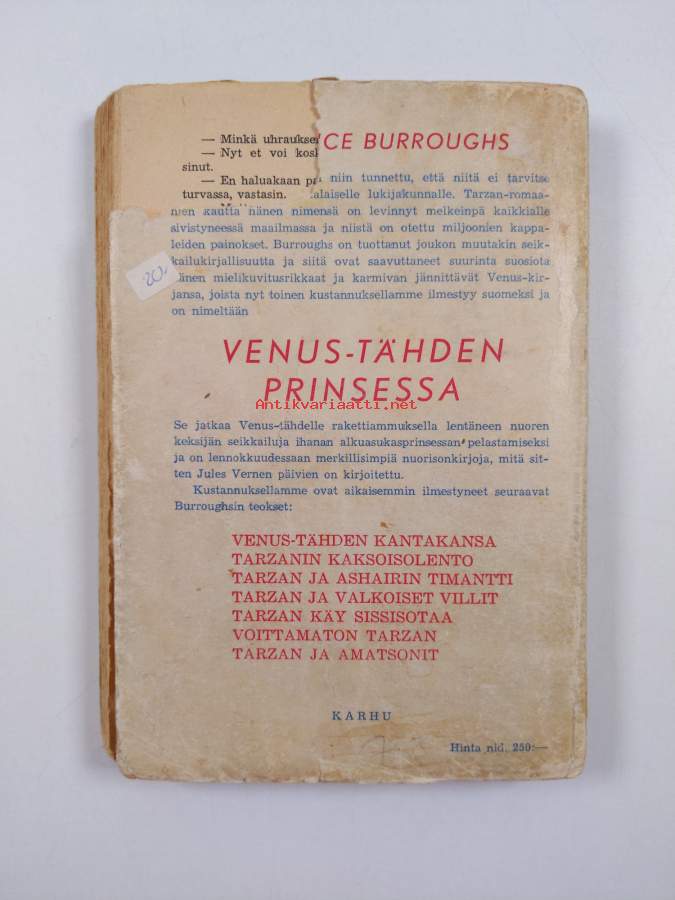 — Minkä uhraukse
— Nyt et voi kosk
sinut.
— En haluakaan pa
turvassa, vastasin.
CE BURROUGHS
niin tunnettu, että niitä ei tarvitse
alaiselle lukijakunnalle. Tarzan-romaa-
nien kautta hänen nimensä on levinnyt melkeinpä kaikkialle
sivistyneessä maailmassa ja niistä on otettu miljoonien kappa-
leiden painokset. Burroughs on tuottanut joukon muutakin seik-
kailukirjallisuutta ja siitä ovat saavuttaneet suurinta suosiota
hänen mielikuvitusrikkaat ja karmivan jännittävät Venus-kir-
jansa, joista nyt toinen kustannuksellamme ilmestyy suomeksi ja
on nimeltään
20,-
VENUS-TÄHDEN
PRINSESSA
Antikvariaatti.net
Se jatkaa Venus-tähdelle rakettiammuksella lentäneen nuoren
keksijän seikkailuja ihanan alkuasukasprinsessan pelastamiseksi
ja on lennokkuudessaan merkillisimpiä nuorisonkirjoja, mitä sit-
ten Jules Vernen päivien on kirjoitettu.
Kustannuksellamme ovat aikaisemmin ilmestyneet seuraavat
Burroughsin teokset:
VENUS-TÄHDEN KANTAKANSA
TARZANIN KAKSOISOLENTO
TARZAN JA ASHAIRIN TIMANTTI
TARZAN JA VALKOISET VILLIT
TARZAN KÄY SISSISOTAA
VOITTAMATON TARZAN
TARZAN JA AMATSONIT
KARHU
Hinta nid. 250:—